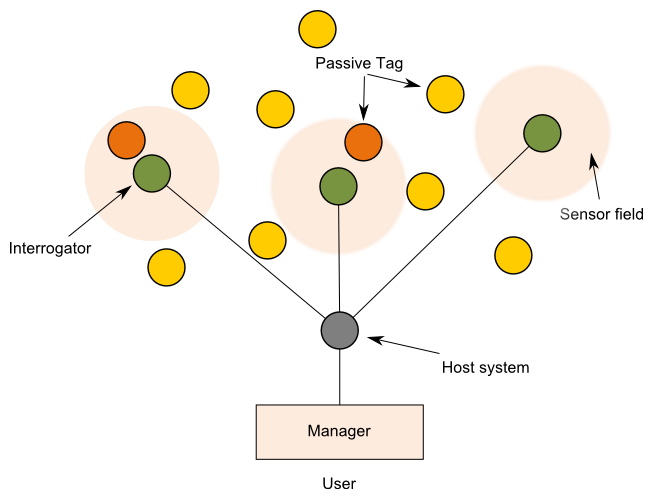 Passive Tag
Sensor field
Interrogator
Host system
Manager
User